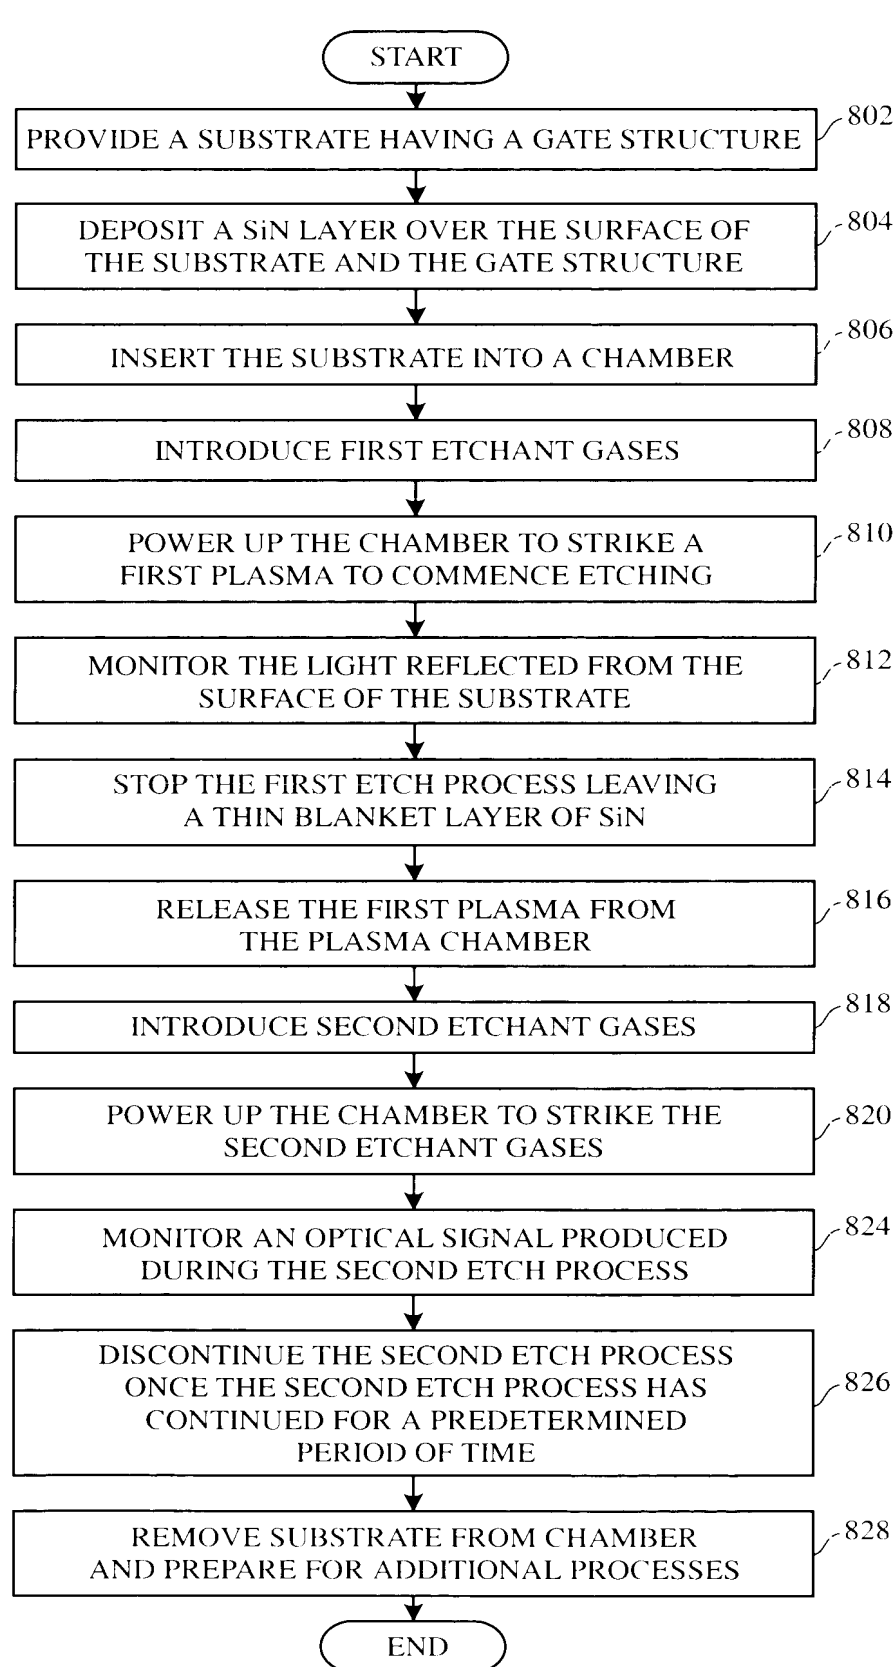 START
PROVIDE A SUBSTRATE HAVING A GATE STRUCTURE
802
DEPOSIT A SiN LAYER OVER THE SURFACE OF
THE SUBSTRATE AND THE GATE STRUCTURE
804
INSERT THE SUBSTRATE INTO A CHAMBER
806
INTRODUCE FIRST ETCHANT GASES
808
POWER UP THE CHAMBER TO STRIKE A
FIRST PLASMA TO COMMENCE ETCHING
810
MONITOR THE LIGHT REFLECTED FROM THE
SURFACE OF THE SUBSTRATE
812
STOP THE FIRST ETCH PROCESS LEAVING
A THIN BLANKET LAYER OF SiN
814
RELEASE THE FIRST PLASMA FROM
THE PLASMA CHAMBER
816
INTRODUCE SECOND ETCHANT GASES
818
POWER UP THE CHAMBER TO STRIKE THE
SECOND ETCHANT GASES
820
MONITOR AN OPTICAL SIGNAL PRODUCED
DURING THE SECOND ETCH PROCESS
824
DISCONTINUE THE SECOND ETCH PROCESS
ONCE THE SECOND ETCH PROCESS HAS
CONTINUED FOR A PREDETERMINED
PERIOD OF TIME
826
REMOVE SUBSTRATE FROM CHAMBER
AND PREPARE FOR ADDITIONAL PROCESSES
828
END